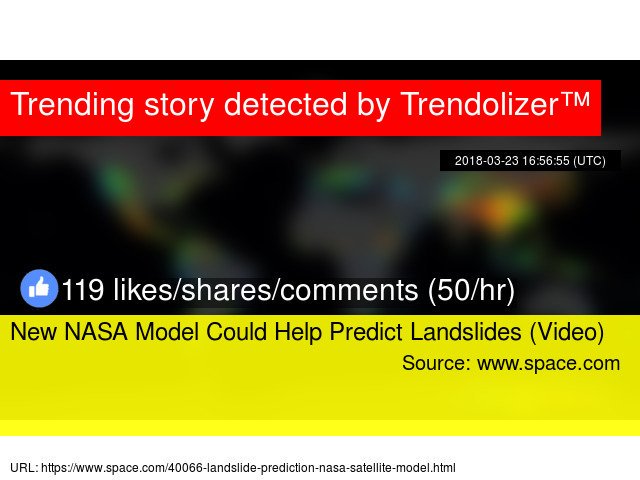 Trending story detected by Trendolizer™
2018-03-23 16:56:55 (UTC)
119 likes/shares/comments (50/hr)
New NASA Model Could Help Predict Landslides (Video)
Source: www.space.com
URL: https://www.space.com/40066-landslide-prediction-nasa-satellite-model.html